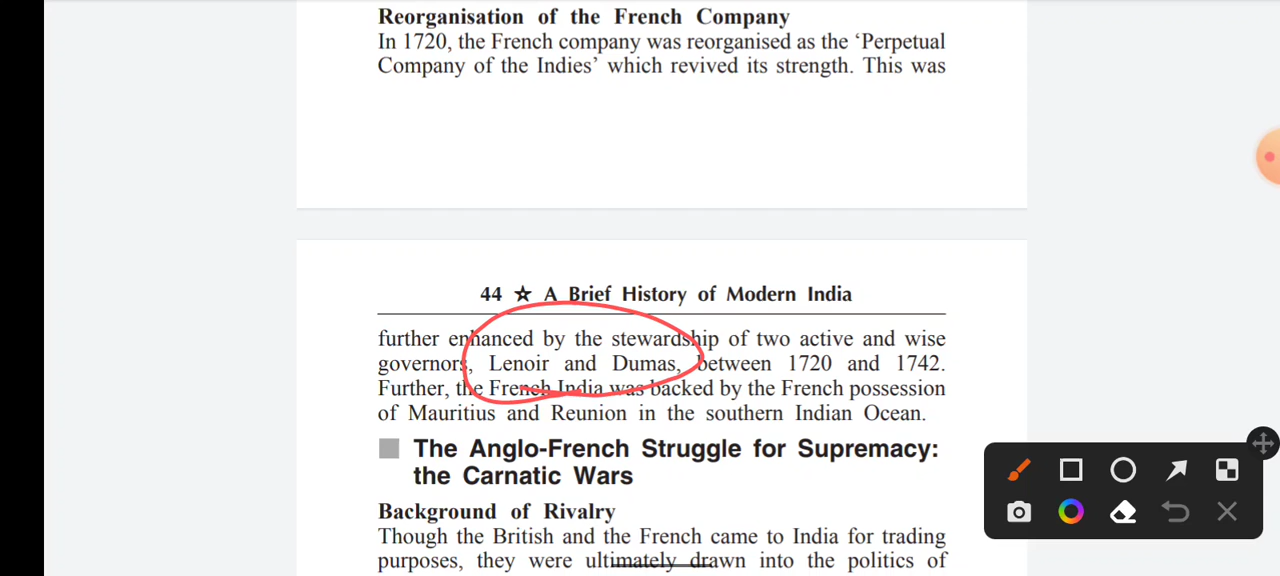 Reorganisation of the French Company
In 1720, the French company was reorganised as the ‘Perpetual
Company of the Indies’ which revived its strength. This was
44 ☆ A Brief History of Modern India
further enhanced by the stewardship of two active and wise
governors, Lenoir and Dumas, between 1720 and 1742.
Further, the French India was backed by the French possession
of Mauritius and Reunion in the southern Indian Ocean.
The Anglo-French Struggle for Supremacy:
the Carnatic Wars
Background of Rivalry
Though the British and the French came to India for trading
purposes, they were ultimately drawn into the politics of